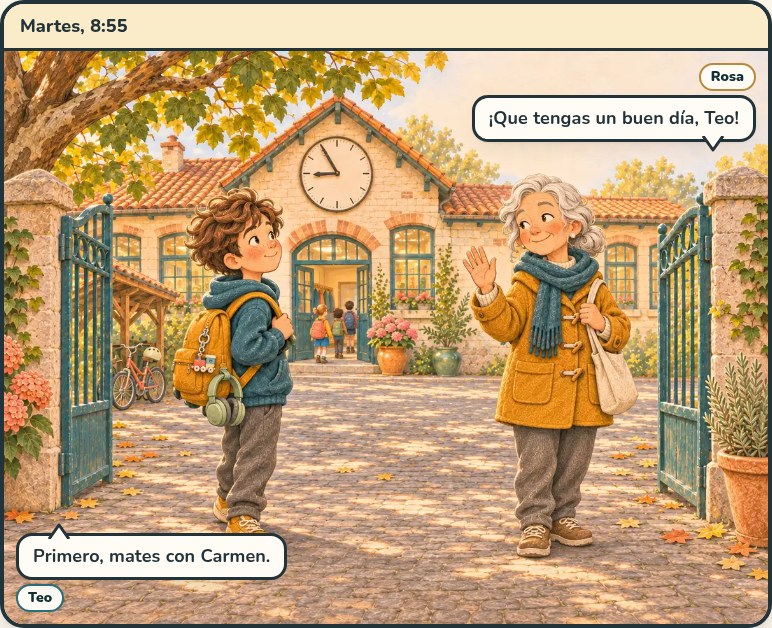 Martes, 8:55
Rosa
¡Que tengas un buen día, Teo!
Primero, mates con Carmen.
Teo